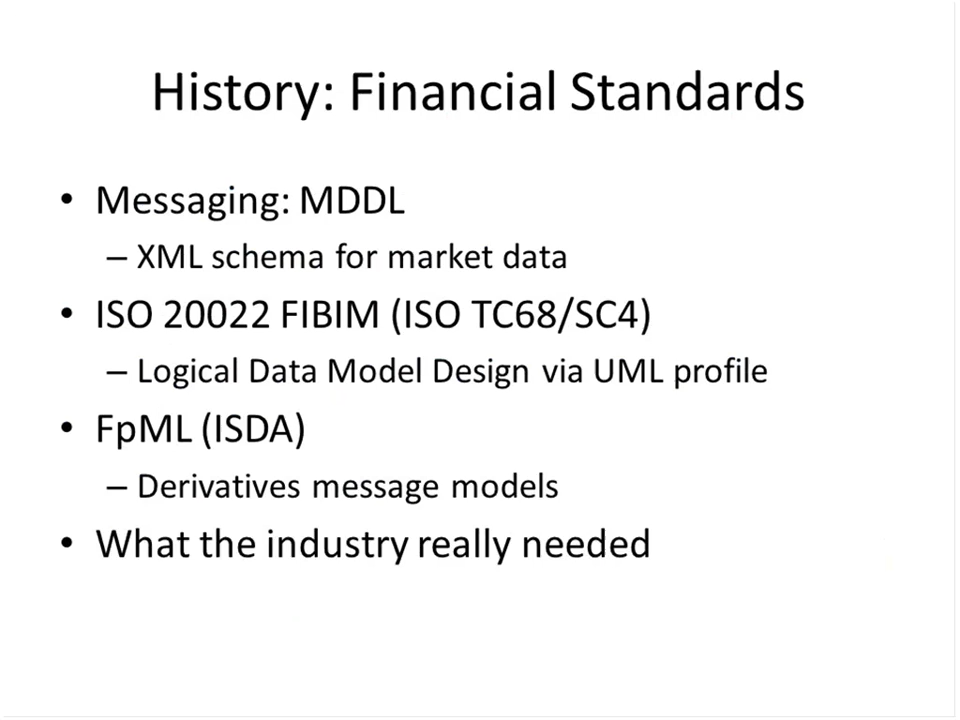 History: Financial Standards
• Messaging: MDDL
– XML schema for market data
• ISO 20022 FIBIM (ISO TC68/SC4)
– Logical Data Model Design via UML profile
• FpML (ISDA)
– Derivatives message models
• What the industry really needed